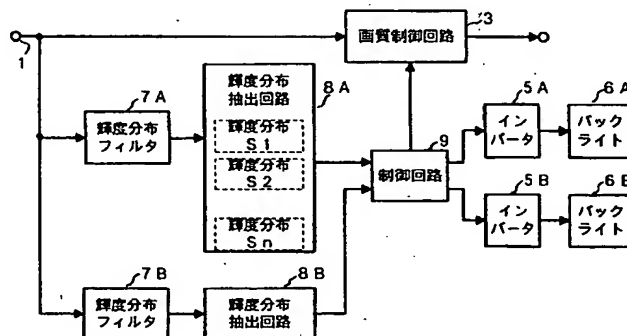 1
3
画質制御回路
7A
輝度分布
フィルタ
8A
輝度分布
抽出回路
輝度分布
S1
輝度分布
S2
輝度分布
Sn
9
制御回路
5A
イン
バータ
6A
バック
ライト
5B
イン
バータ
6B
バック
ライト
7B
輝度分布
フィルタ
8B
輝度分布
抽出回路